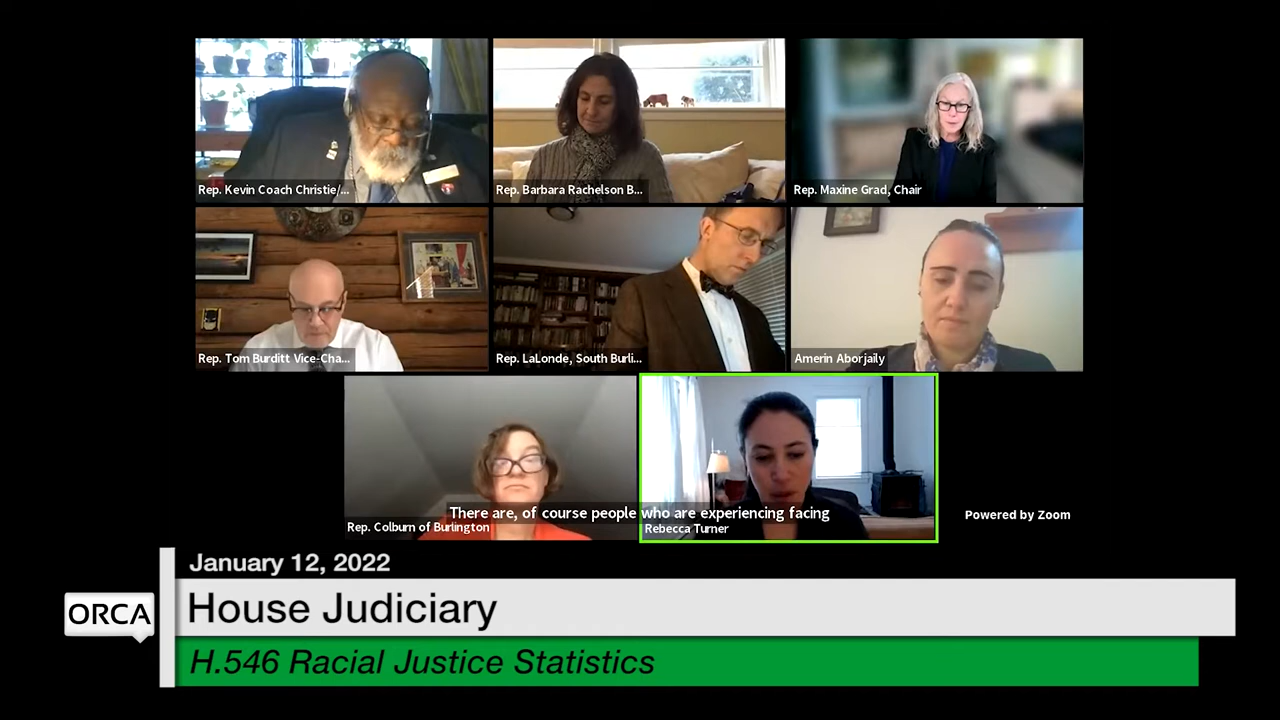 Rep. Kevin Coach Christie/...
Rep. Barbara Rachelson B...
Rep. Maxine Grad, Chair
Rep. Tom Burditt Vice-Cha...
Rep. LaLonde, South Burli...
Amerin Aborjaily
There are, of course people who are experiencing facing
Rep. Colburn of Burlington
Rebecca Turner
Powered by Zoom
January 12, 2022
ORCA
House Judiciary
H.546 Racial Justice Statistics